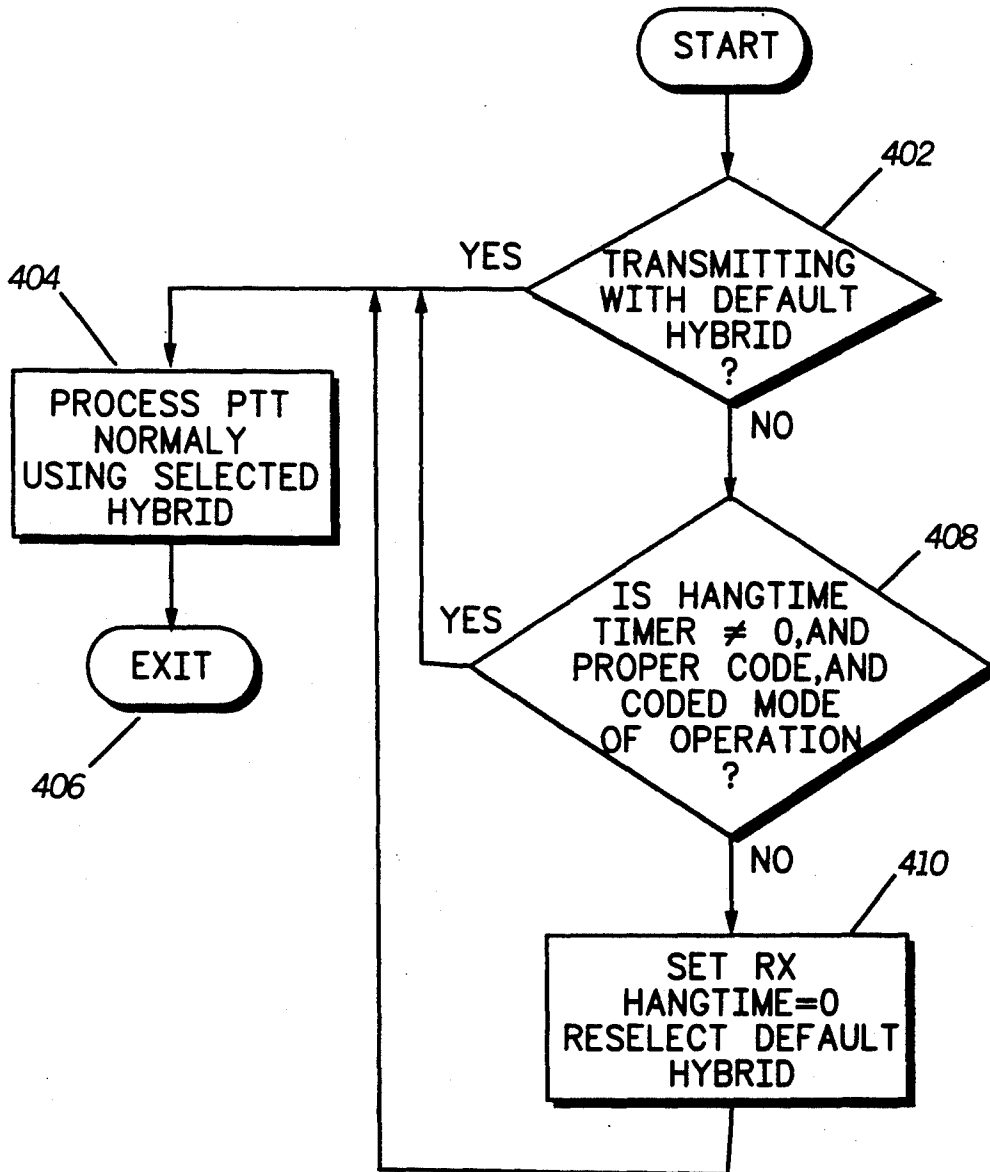 START
402
TRANSMITTING
WITH DEFAULT
HYBRID
?
YES
NO
404
PROCESS PTT
NORMALY
USING SELECTED
HYBRID
EXIT
406
408
IS HANGTIME
TIMER ≠ 0,AND
PROPER CODE,AND
CODED MODE
OF OPERATION
?
YES
NO
410
SET RX
HANGTIME=0
RESELECT DEFAULT
HYBRID